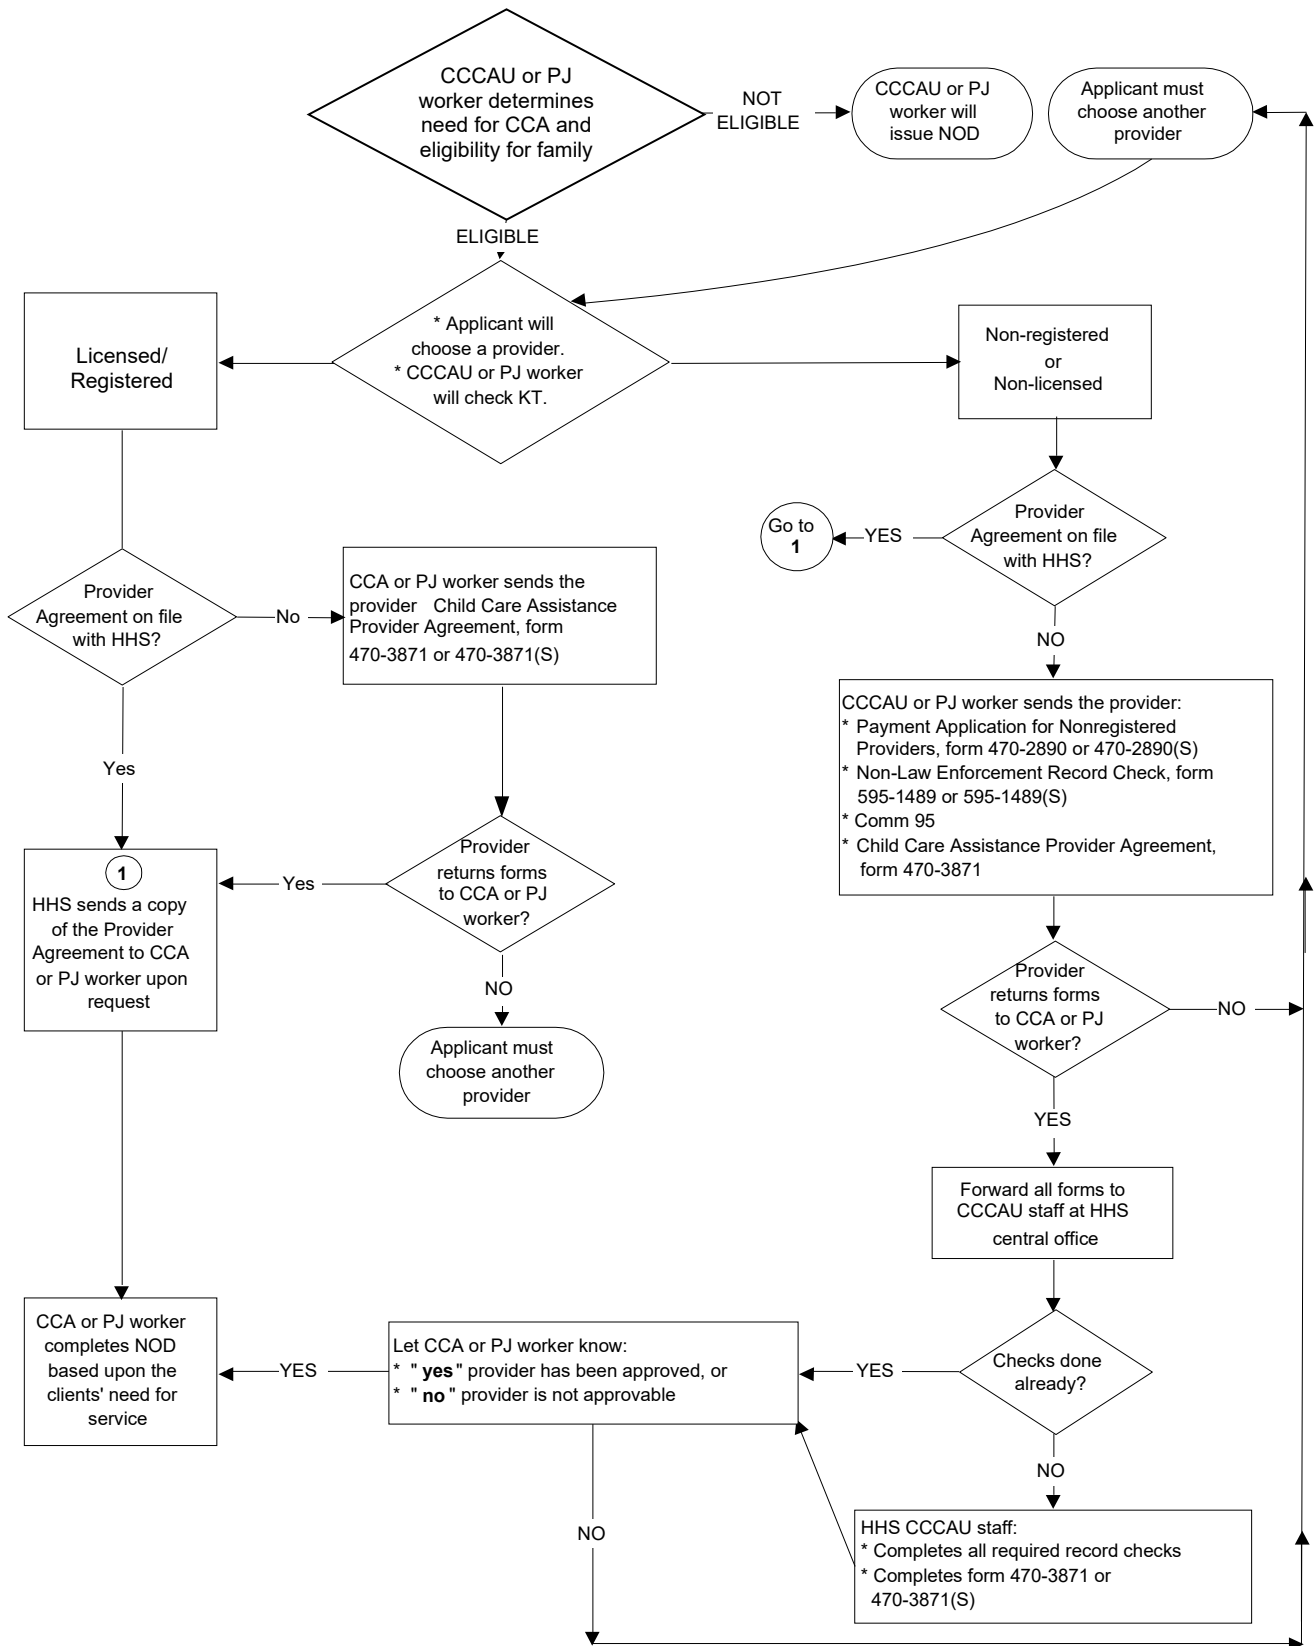 CCCAU or PJ
worker determines
need for CCA and
eligibility for family
NOT
ELIGIBLE
CCCAU or PJ
worker will
issue NOD
Applicant must
choose another
provider
ELIGIBLE
* Applicant will
choose a provider.
* CCCAU or PJ worker
will check KT.
Licensed/
Registered
Non-registered
or
Non-licensed
Provider
Agreement on file
with HHS?
YES
Go to
1
NO
Provider
Agreement on file
with HHS?
No
CCA or PJ worker sends the
provider Child Care Assistance
Provider Agreement, form
470-3871 or 470-3871(S)
Yes
CCCAU or PJ worker sends the provider:
* Payment Application for Nonregistered
Providers, form 470-2890 or 470-2890(S)
* Non-Law Enforcement Record Check, form
595-1489 or 595-1489(S)
* Comm 95
* Child Care Assistance Provider Agreement,
form 470-3871
Provider
returns forms
to CCA or PJ
worker?
Yes
1
HHS sends a copy
of the Provider
Agreement to CCA
or PJ worker upon
request
NO
Applicant must
choose another
provider
Provider
returns forms
to CCA or PJ
worker?
NO
YES
Forward all forms to
CCCAU staff at HHS
central office
Checks done
already?
YES
Let CCA or PJ worker know:
* " yes" provider has been approved, or
* " no " provider is not approvable
YES
CCA or PJ worker
completes NOD
based upon the
clients' need for
service
NO
NO
HHS CCCAU staff:
* Completes all required record checks
* Completes form 470-3871 or
470-3871(S)